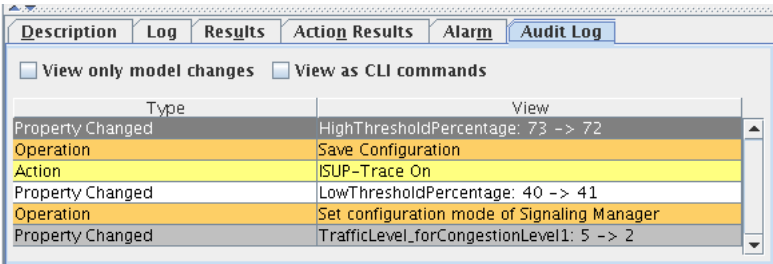 Description Log Results Action Results Alarm Audit Log
View only model changes View as CLI commands
Type View
Property Changed HighThresholdPercentage: 73 -> 72
Operation Save Configuration
Action ISUP-Trace On
Property Changed LowThresholdPercentage: 40 -> 41
Operation Set configuration mode of Signaling Manager
Property Changed TrafficLevel_forCongestionLevel1: 5 -> 2